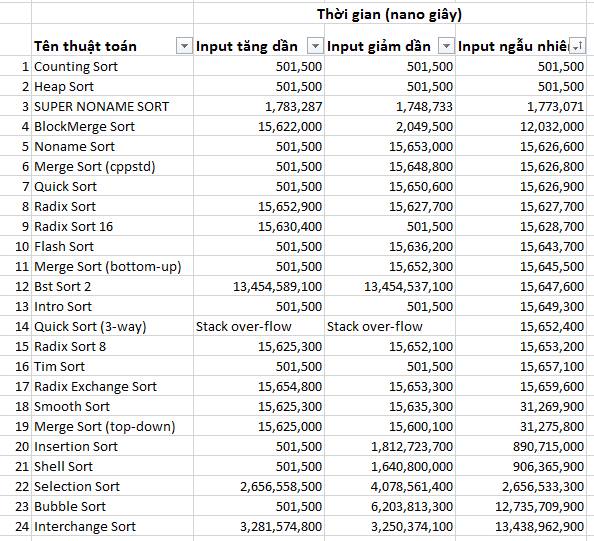 Thời gian (nano giây)
Tên thuật toán Input tăng dần Input giảm dần Input ngẫu nhiê
1 Counting Sort 501,500 501,500 501,500
2 Heap Sort 501,500 501,500 501,500
3 SUPER NONAME SORT 1,783,287 1,748,733 1,773,071
4 BlockMerge Sort 15,622,000 2,049,500 12,032,000
5 Noname Sort 501,500 15,653,000 15,626,600
6 Merge Sort (cppstd) 501,500 15,648,800 15,626,800
7 Quick Sort 501,500 15,650,600 15,626,900
8 Radix Sort 15,652,900 15,627,700 15,627,700
9 Radix Sort 16 15,630,400 501,500 15,628,700
10 Flash Sort 501,500 15,636,200 15,643,700
11 Merge Sort (bottom-up) 501,500 15,652,300 15,645,500
12 Bst Sort 2 13,454,589,100 13,454,537,100 15,647,600
13 Intro Sort 501,500 501,500 15,649,300
14 Quick Sort (3-way) Stack over-flow Stack over-flow 15,652,400
15 Radix Sort 8 15,625,300 15,652,100 15,653,200
16 Tim Sort 501,500 501,500 15,657,100
17 Radix Exchange Sort 15,654,800 15,653,300 15,659,600
18 Smooth Sort 15,625,300 15,635,300 31,269,900
19 Merge Sort (top-down) 15,625,000 15,600,100 31,275,800
20 Insertion Sort 501,500 1,812,723,700 890,715,000
21 Shell Sort 501,500 1,640,800,000 906,365,900
22 Selection Sort 2,656,558,500 4,078,561,400 2,656,533,300
23 Bubble Sort 501,500 6,203,813,300 12,735,709,900
24 Interchange Sort 3,281,574,800 3,250,374,100 13,438,962,900